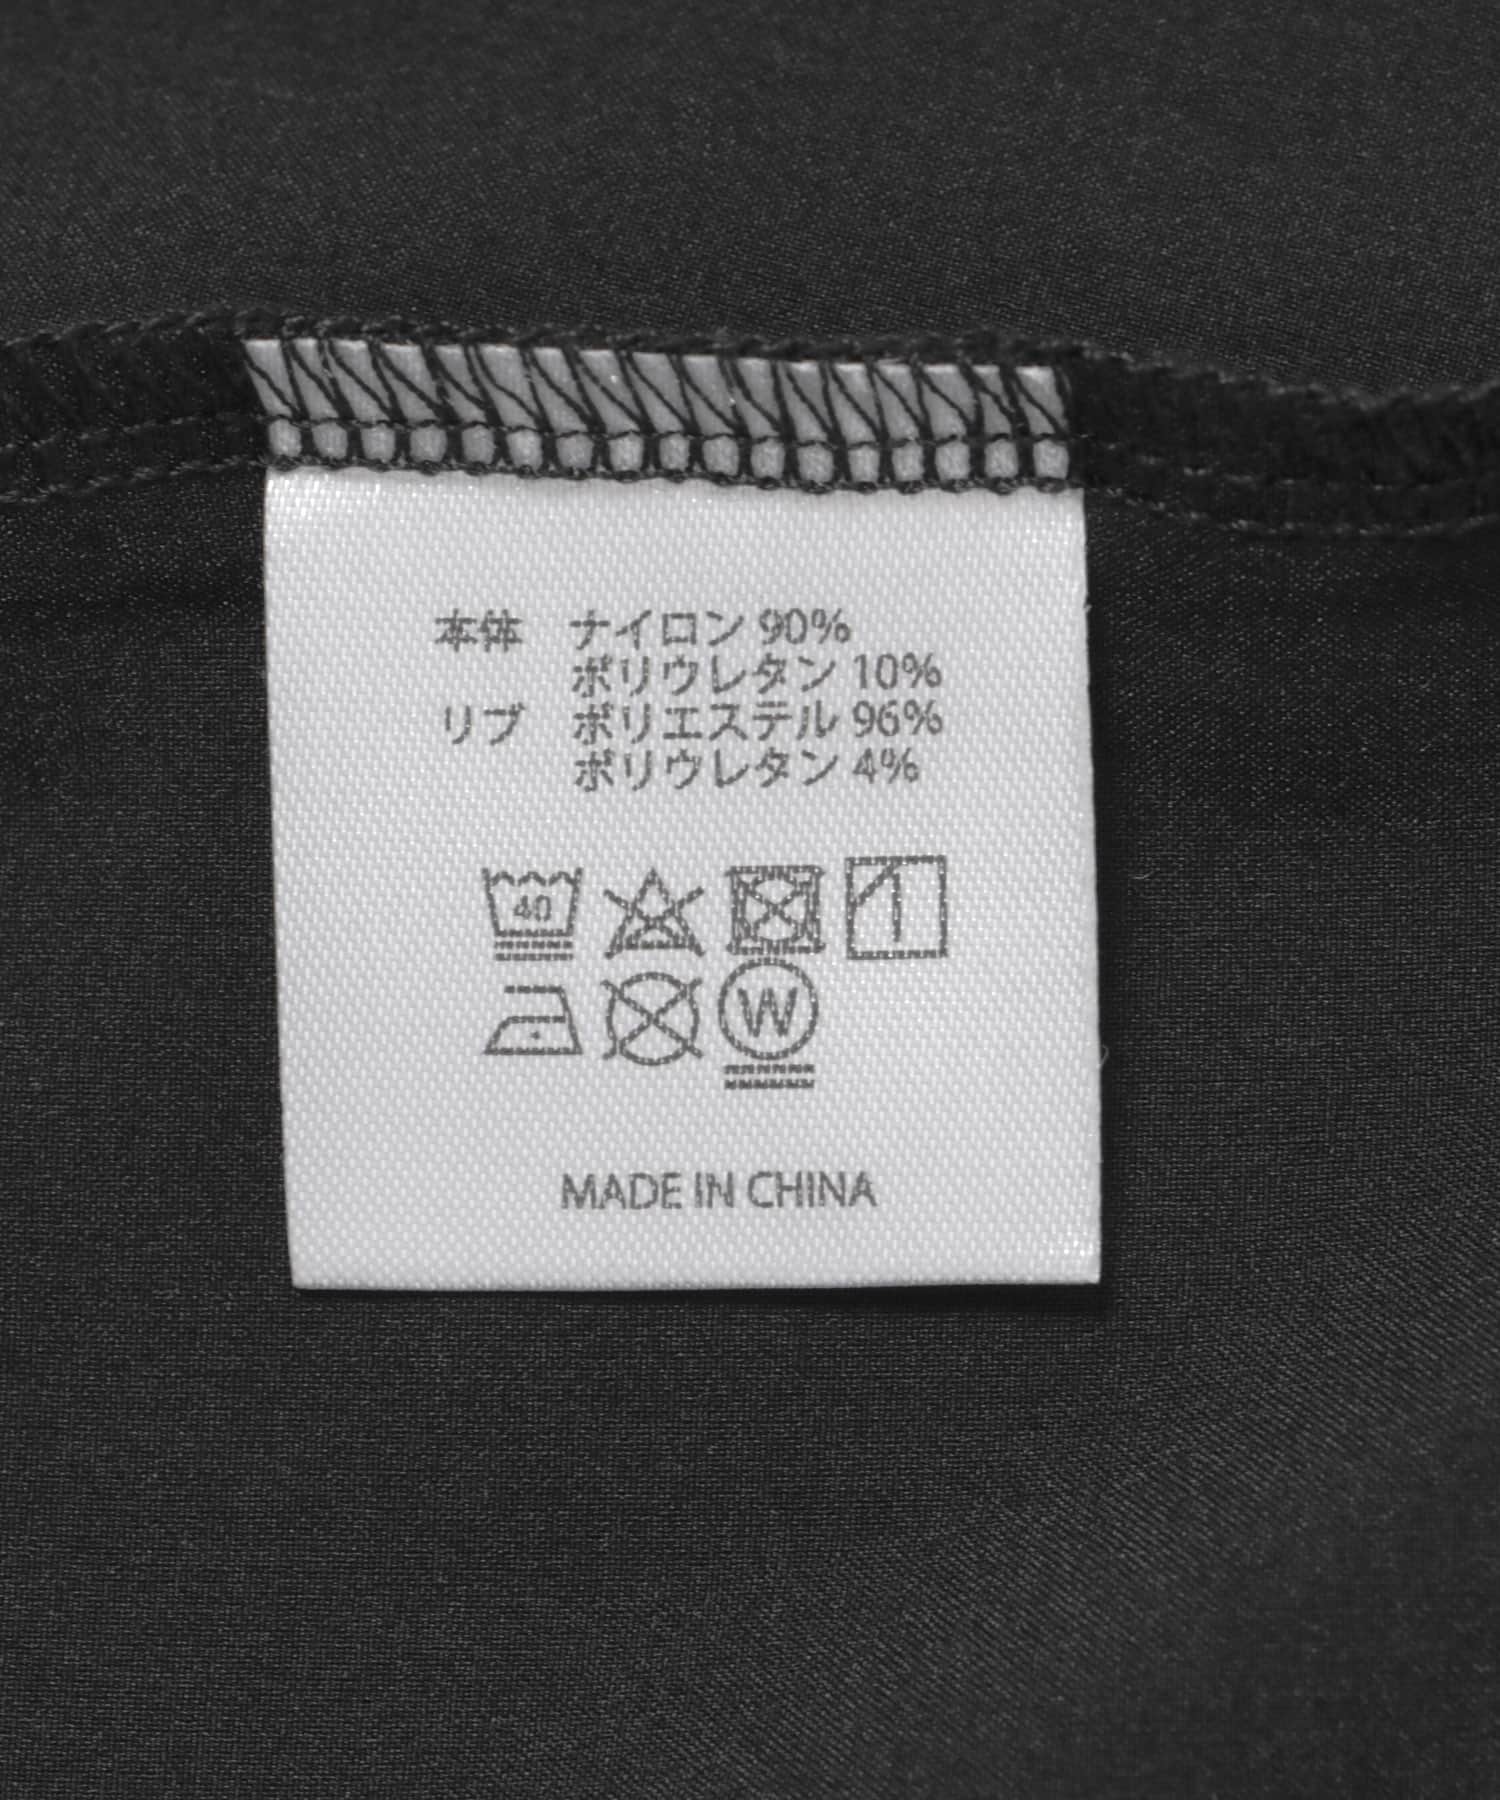 本体 ナイロン 90%
ポリウレタン 10%
リブ ポリエステル 96%
ポリウレタン 4%
40
W
MADE IN CHINA